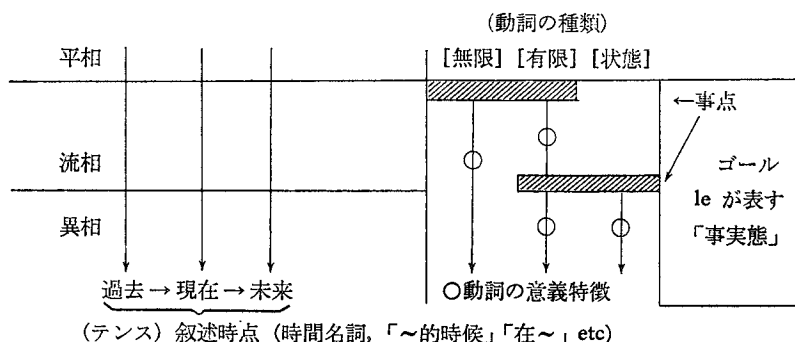 (動詞の種類)
平相 [無限] [有限] [状態]
←事点
流相
ゴール
le が表す
「事実態」
異相
過去→現在→未来 ○動詞の意義特徴
(テンス) 叙述時点 (時間名詞, 「～的時候」「在～」etc)